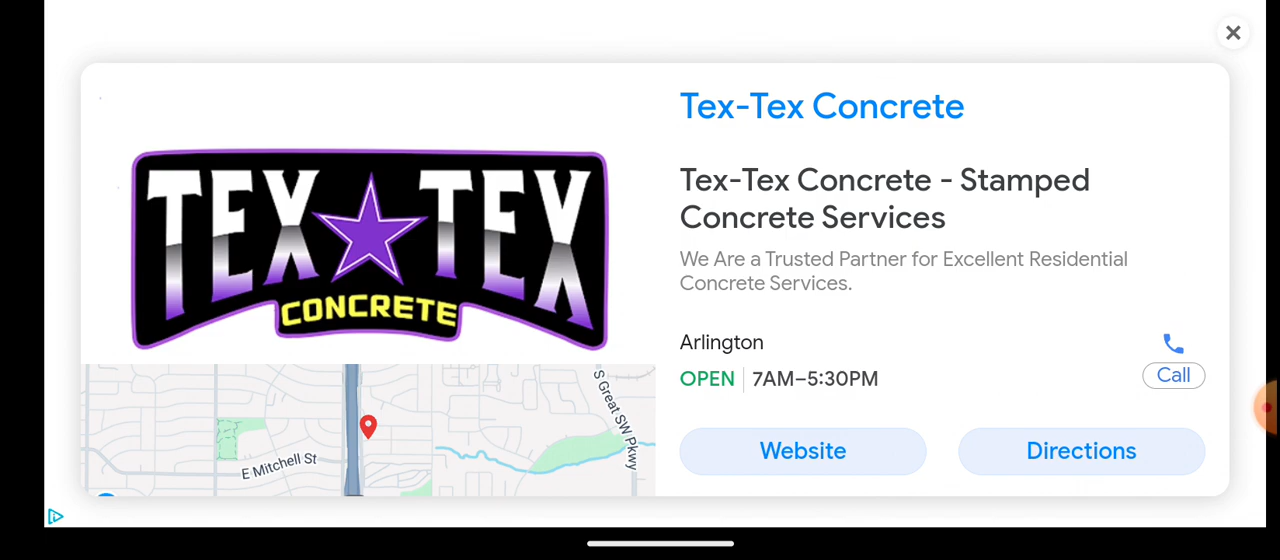 Tex-Tex Concrete
TEX TEX
CONCRETE
Tex-Tex Concrete - Stamped
Concrete Services
We Are a Trusted Partner for Excellent Residential
Concrete Services.
Arlington
OPEN 7AM–5:30PM
Call
Website
Directions
E Mitchell St
S Great SW Pkwy